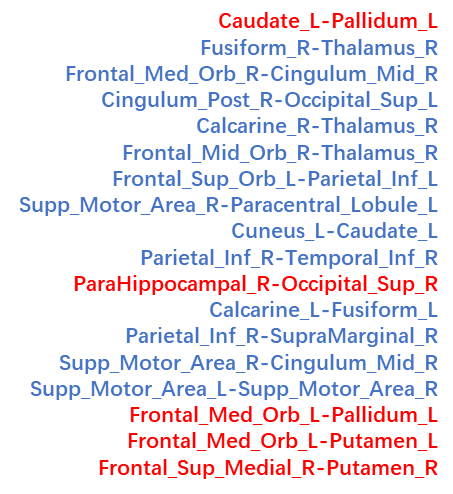 Caudate_L-Pallidum_L
Fusiform_R-Thalamus_R
Frontal_Med_Orb_R-Cingulum_Mid_R
Cingulum_Post_R-Occipital_Sup_L
Calcarine_R-Thalamus_R
Frontal_Mid_Orb_R-Thalamus_R
Frontal_Sup_Orb_L-Parietal_Inf_L
Supp_Motor_Area_R-Paracentral_Lobule_L
Cuneus_L-Caudate_L
Parietal_Inf_R-Temporal_Inf_R
ParaHippocampal_R-Occipital_Sup_R
Calcarine_L-Fusiform_L
Parietal_Inf_R-SupraMarginal_R
Supp_Motor_Area_R-Cingulum_Mid_R
Supp_Motor_Area_L-Supp_Motor_Area_R
Frontal_Med_Orb_L-Pallidum_L
Frontal_Med_Orb_L-Putamen_L
Frontal_Sup_Medial_R-Putamen_R